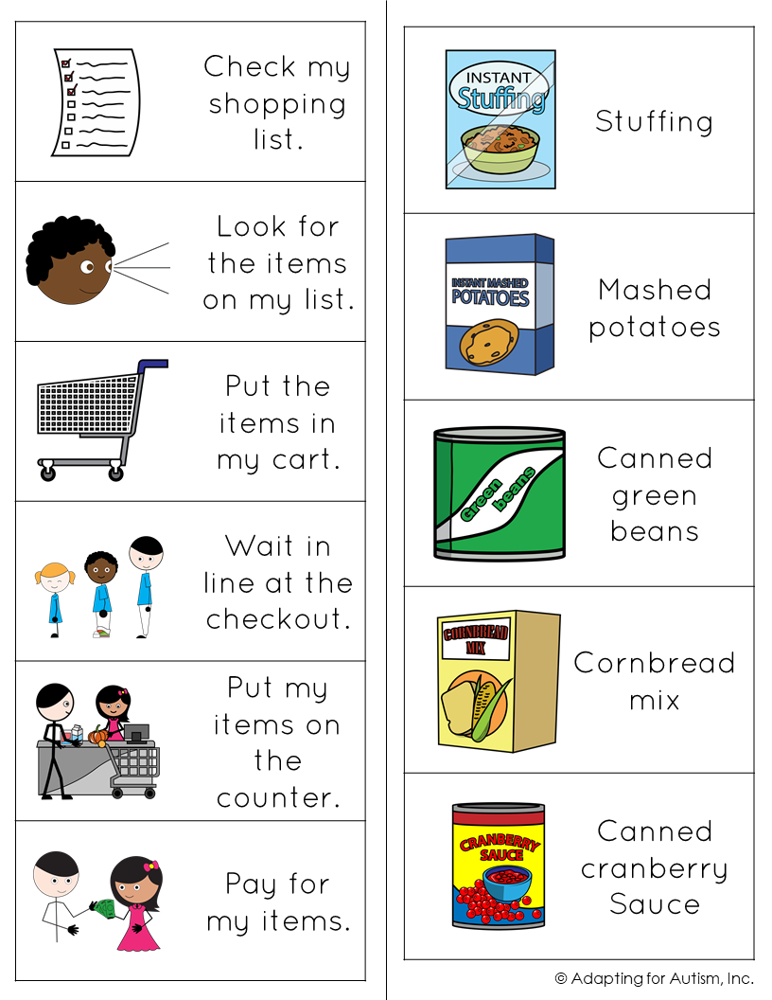 Check my
shopping
list.
Look for
the items
on my list.
Put the
items in
my cart.
Wait in
line at the
checkout.
Put my
items on
the
counter.
Pay for
my items.
INSTANT
Stuffing
Stuffing
INSTANT MASHED
POTATOES
Mashed
potatoes
Green
beans
Canned
green
beans
CORNBREAD
MIX
Cornbread
mix
CRANBERRY
SAUCE
Canned
cranberry
Sauce
© Adapting for Autism, Inc.